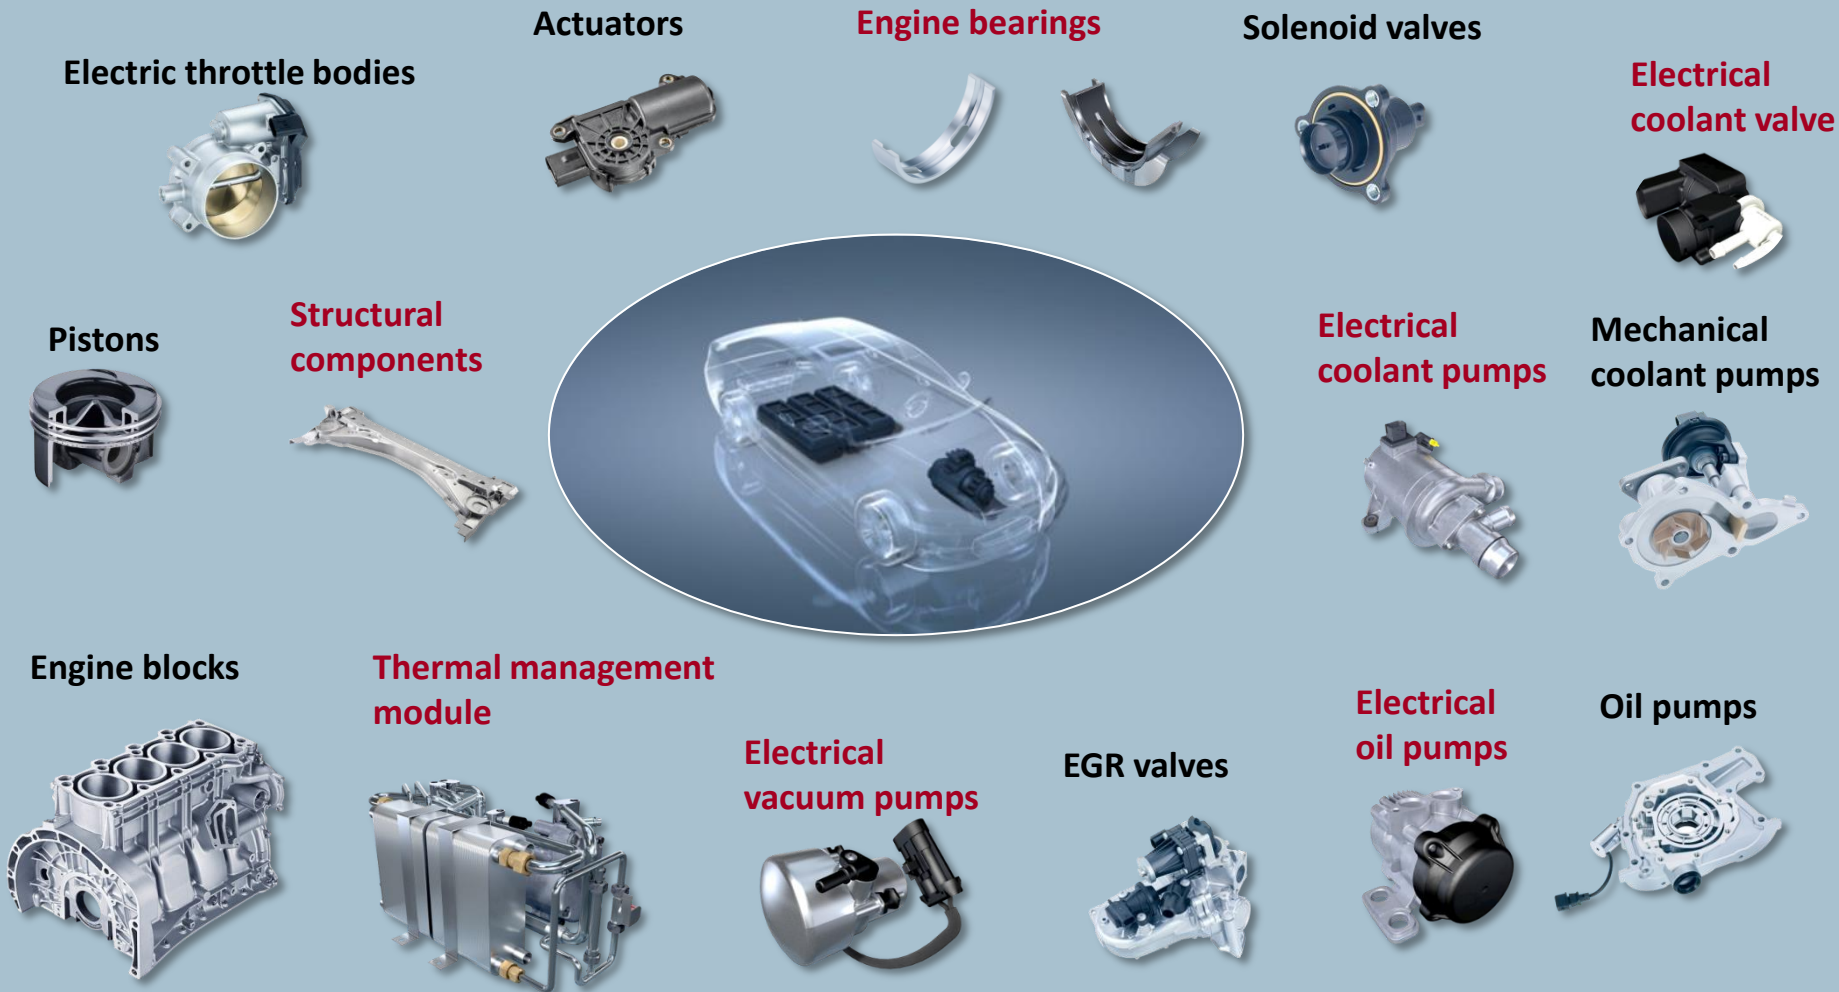 Actuators
Engine bearings
Solenoid valves
Electric throttle bodies
Electrical
coolant valve
Pistons
Structural
components
Electrical
coolant pumps
Mechanical
coolant pumps
Engine blocks
Thermal management
module
Electrical
vacuum pumps
EGR valves
Electrical
oil pumps
Oil pumps